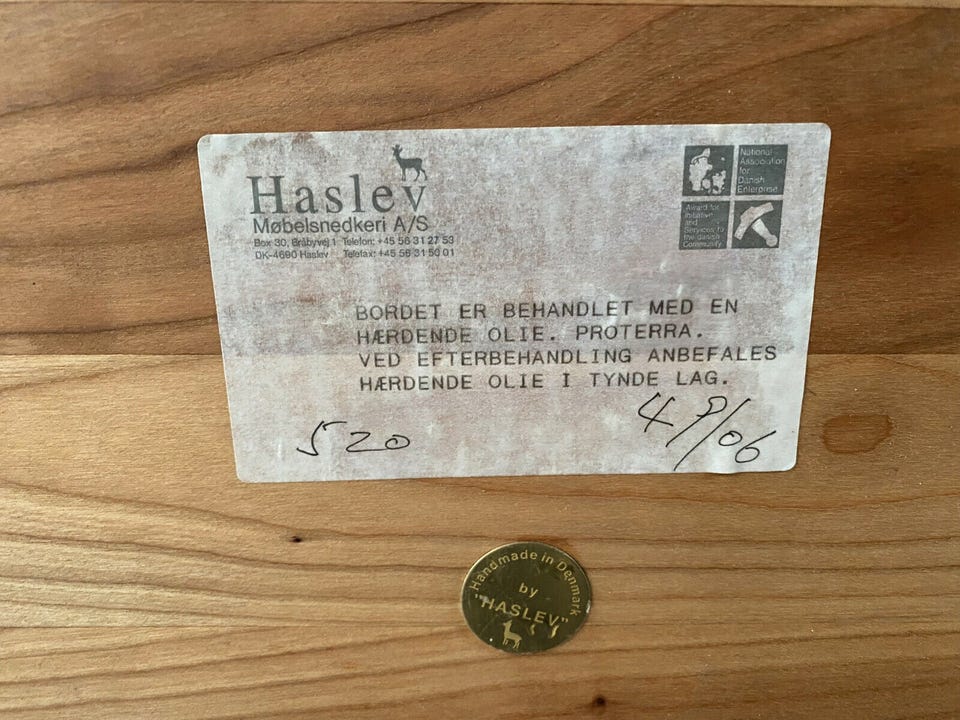 Haslev
Møbelsnedkeri A/S
Box 30, Bråbyvej 1 Telefon: +45 56 31 27 53
DK-4690 Haslev Telefax: +45 56 31 50 01
National
Association
for
Danish
Enterprise
Award for
Initiative
and
Services to
the danish
Community
BORDET ER BEHANDLET MED EN
HÆRDENDE OLIE. PROTERRA.
VED EFTERBEHANDLING ANBEFALES
HÆRDENDE OLIE I TYNDE LAG.
520
4 9/06
Handmade in Denmark
by
"HASLEV"